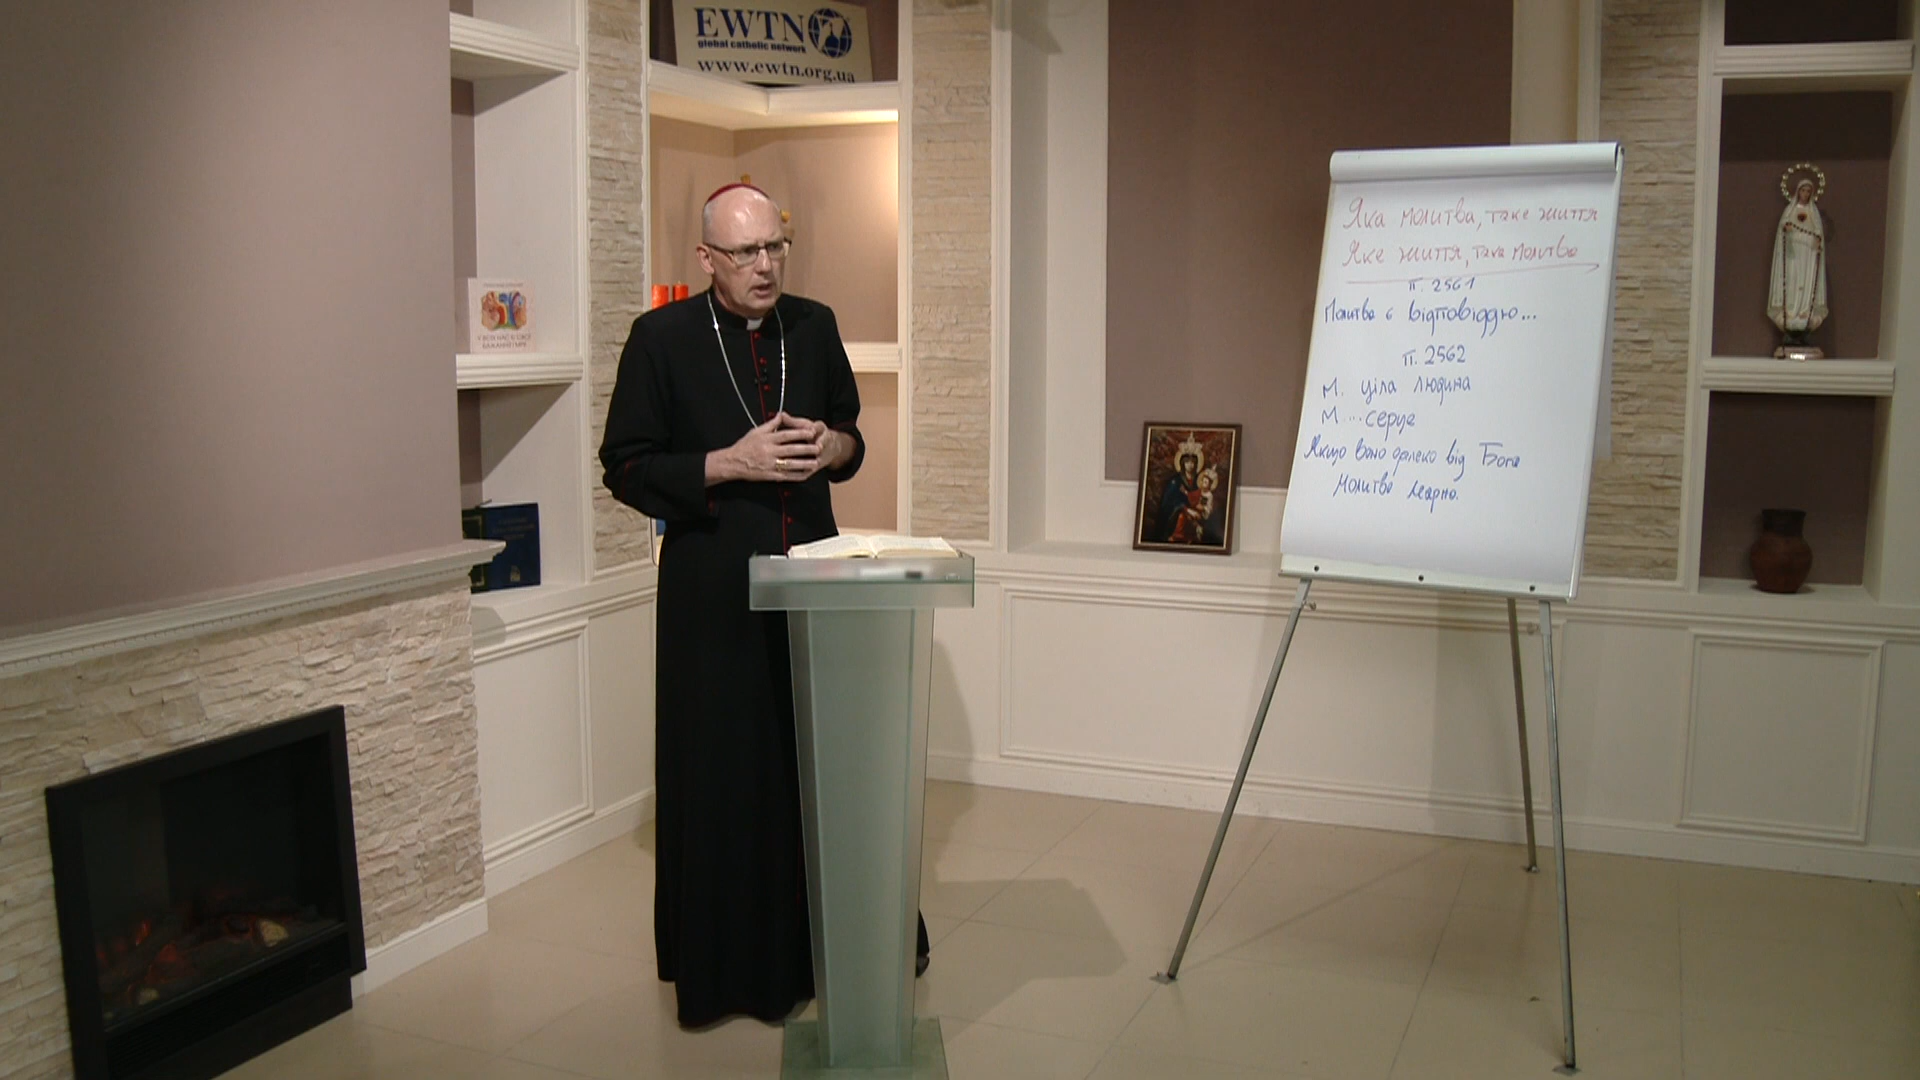 EWTN
global catholic network
www.ewtn.org.ua
Яка молитва, таке життя
Яке життя, така молитва
п. 2561
Молитва є відповіддю...
п. 2562
М. ціла людина
М... серце
Якщо воно далеко від Бога
молитва марна.